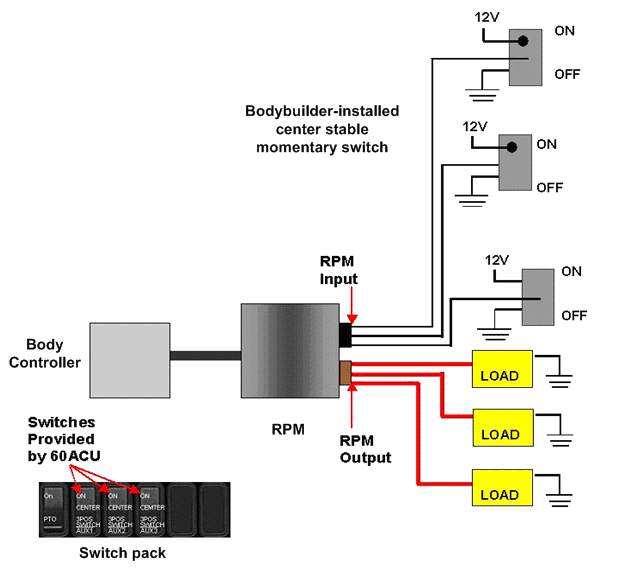 12V
ON
OFF
Bodybuilder-installed
center stable
momentary switch
12V
ON
OFF
RPM
Input
12V
ON
OFF
Body
Controller
LOAD
RPM
RPM
Output
LOAD
LOAD
Switches
Provided
by 60ACU
On
PTO
ON
CENTER
3POS
SWITCH
AUX1
ON
CENTER
3POS
SWITCH
AUX2
ON
CEMTER
3POS
SWITCH
AUX3
Switch pack